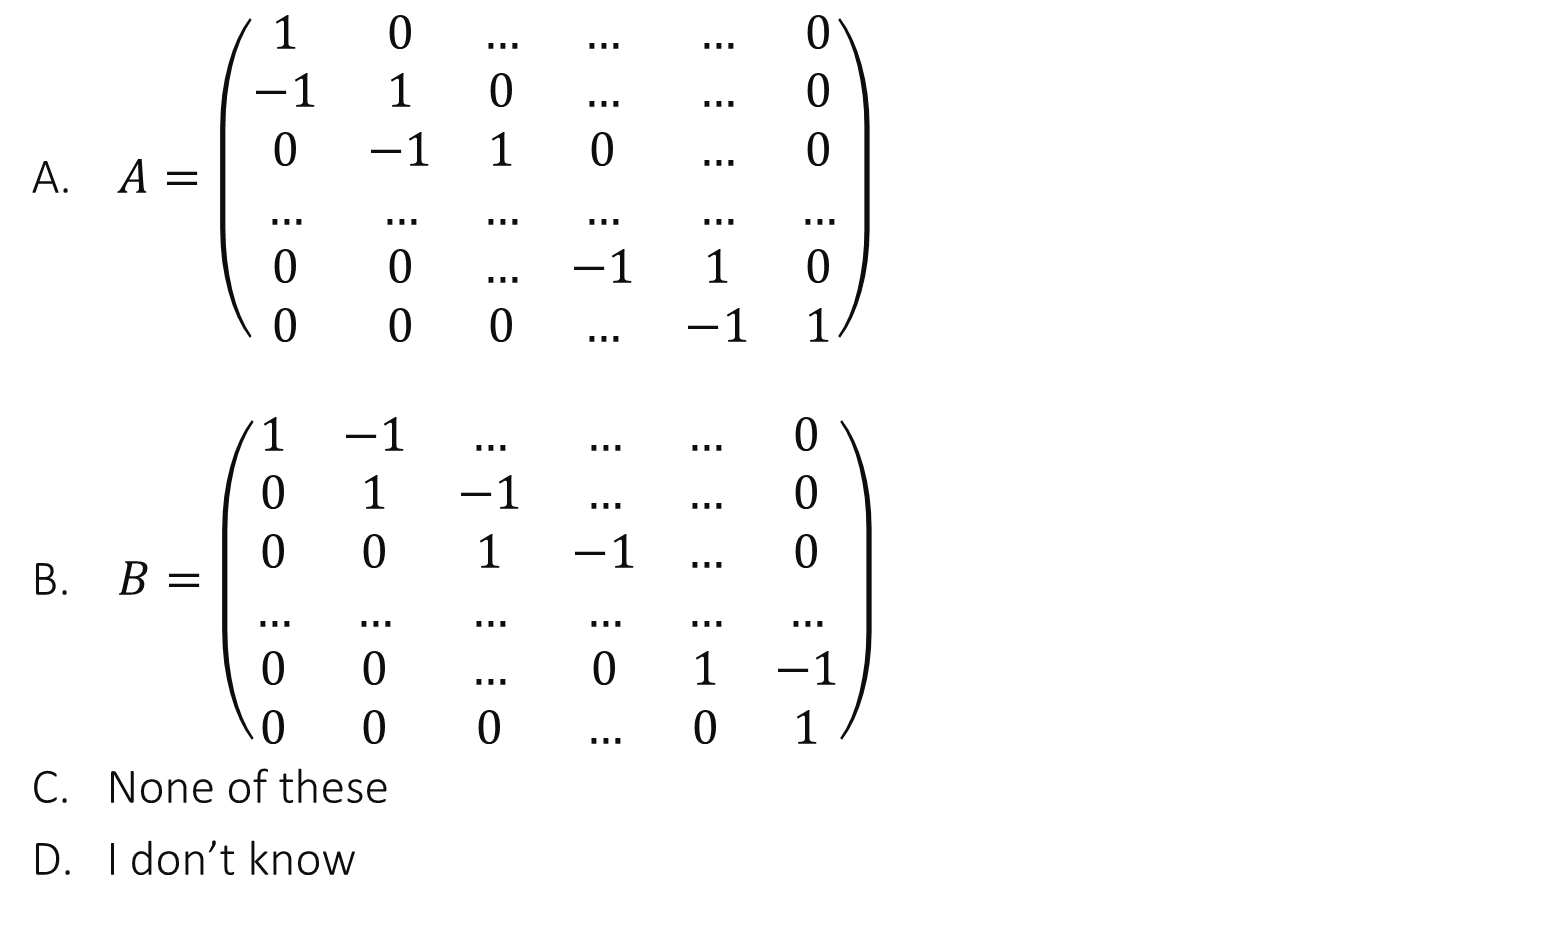 1 0 … … … 0
−1 1 0 … … 0
0 −1 1 0 … 0
A. A =
… … … … … …
0 0 … −1 1 0
0 0 0 … −1 1
1 −1 … … … 0
0 1 −1 … … 0
0 0 1 −1 … 0
B. B =
… … … … … …
0 0 … 0 1 −1
0 0 0 … 0 1
C. None of these
D. I don’t know